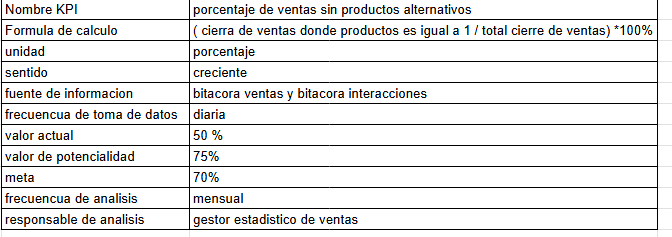 Nombre KPI porcentaje de ventas sin productos alternativos
Formula de calculo ( cierra de ventas donde productos es igual a 1 / total cierre de ventas) *100%
unidad porcentaje
sentido creciente
fuente de informacion bitacora ventas y bitacora interacciones
frecuencua de toma de datos diaria
valor actual 50 %
valor de potencialidad 75%
meta 70%
frecuencua de analisis mensual
responsable de analisis gestor estadistico de ventas